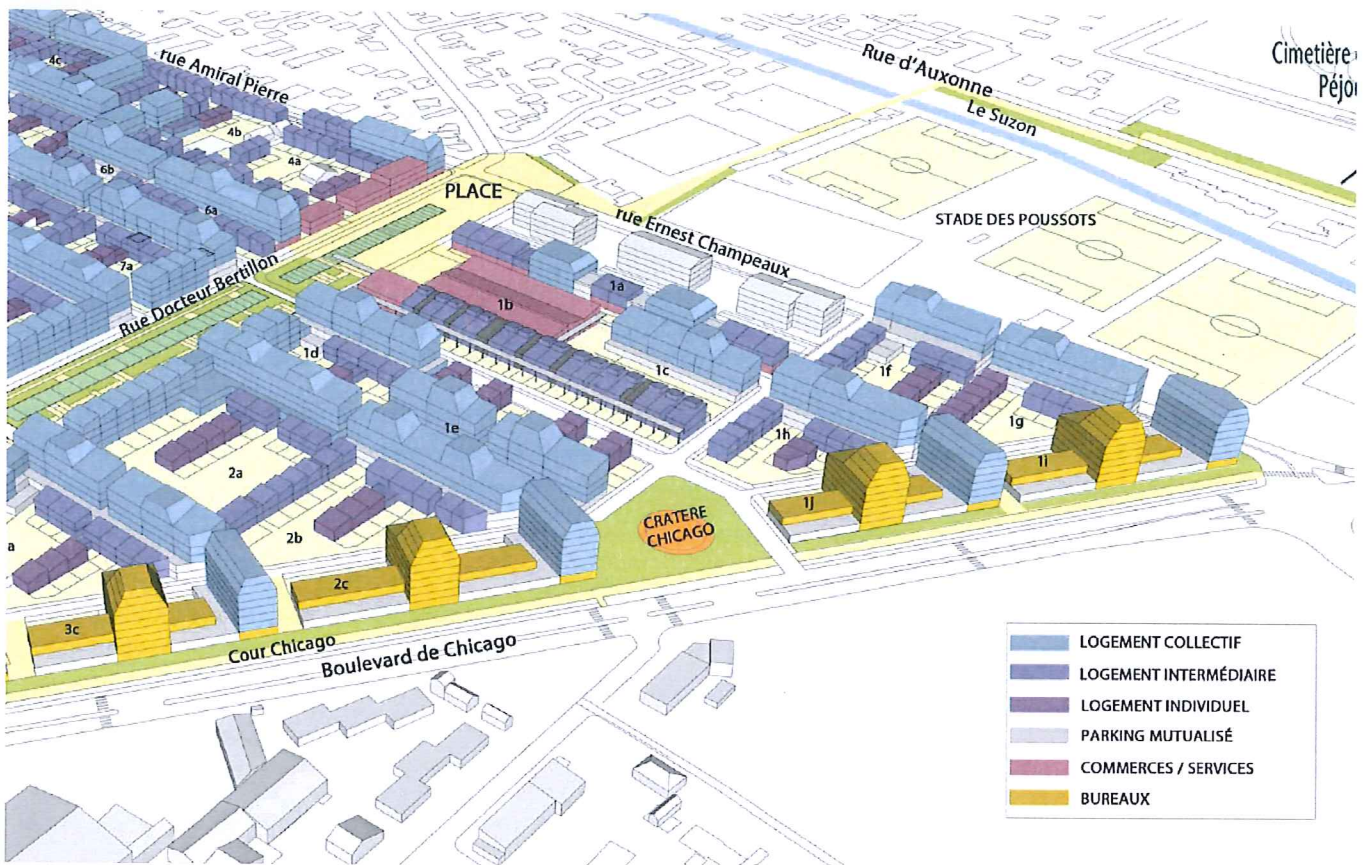 rue Amiral Pierre
4c
4b
4a
6b
6a
7a
Rue Docteur Bertillon
PLACE
rue Ernest Champeaux
Rue d'Auxonne
Le Suzon
Cimetière
STADE DES POUSSOTS
1a
1b
1c
1d
1e
1f
1g
1h
1i
1J
2a
2b
2c
a
3c
CRATERE
CHICAGO
Cour Chicago
Boulevard de Chicago
LOGEMENT COLLECTIF
LOGEMENT INTERMÉDIAIRE
LOGEMENT INDIVIDUEL
PARKING MUTUALISÉ
COMMERCES / SERVICES
BUREAUX